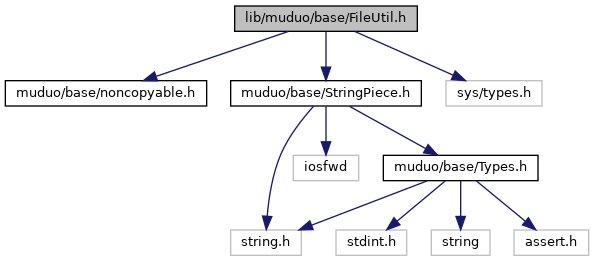 lib/muduo/base/FileUtil.h
muduo/base/noncopyable.h
muduo/base/StringPiece.h
sys/types.h
iosfwd
muduo/base/Types.h
string.h
stdint.h
string
assert.h